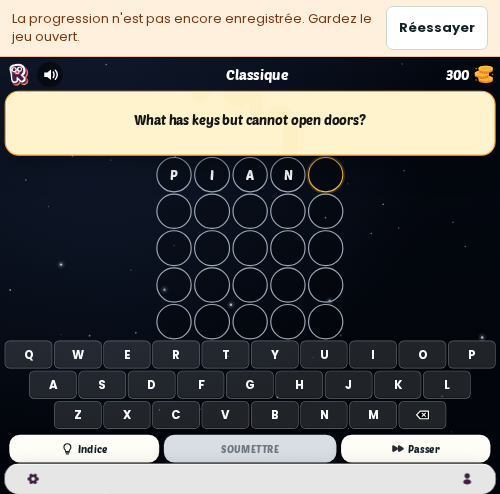 La progression n'est pas encore enregistrée. Gardez le
jeu ouvert.
Réessayer
Classique
300
What has keys but cannot open doors?
P I A N
Q W E R T Y U I O P
A S D F G H J K L
Z X C V B N M
Indice
SOUMETTRE
Passer